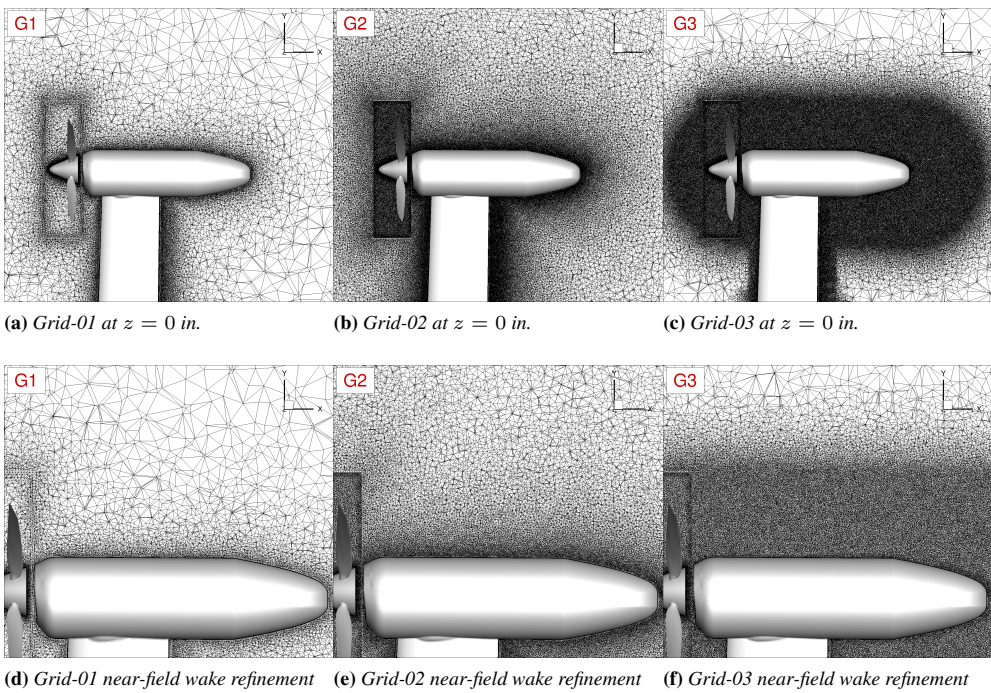 G1
G2
G3
Y
X
Y
X
Y
X
(a) Grid-01 at z = 0 in.
(b) Grid-02 at z = 0 in.
(c) Grid-03 at z = 0 in.
G1
G2
G3
Y
X
Y
X
Y
X
(d) Grid-01 near-field wake refinement
(e) Grid-02 near-field wake refinement
(f) Grid-03 near-field wake refinement